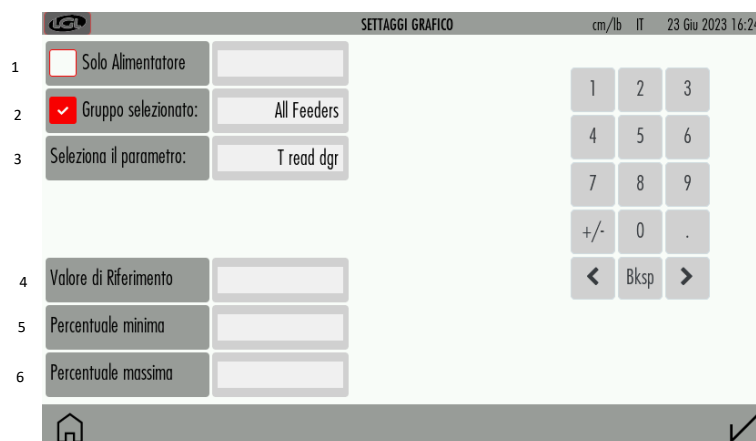 LGL SETTAGGI GRAFICO cm/lb IT 23 Giu 2023 16:24
1 Solo Alimentatore
2 Gruppo selezionato: All Feeders
3 Seleziona il parametro: T read dgr
4 Valore di Riferimento
5 Percentuale minima
6 Percentuale massima
1 2 3
4 5 6
7 8 9
+/- 0 .
Bksp